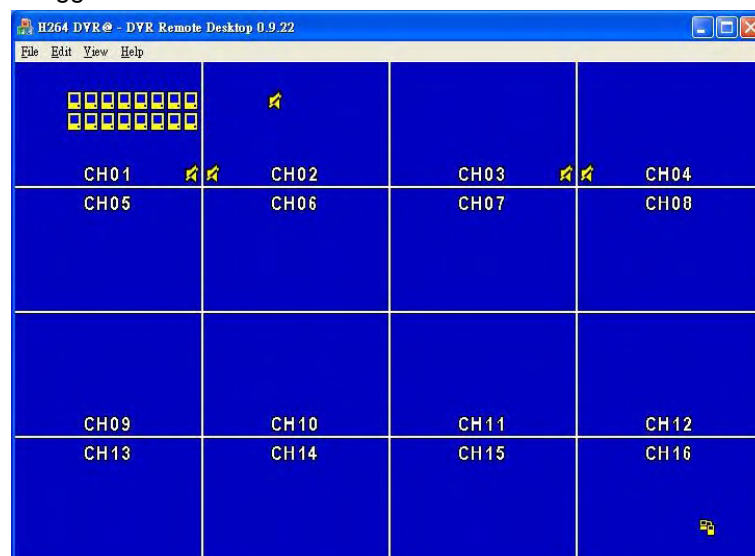 H264 DVR@ - DVR Remote Desktop 0.9.22
File Edit View Help
CH01 CH02 CH03 CH04
CH05 CH06 CH07 CH08
CH09 CH10 CH11 CH12
CH13 CH14 CH15 CH16